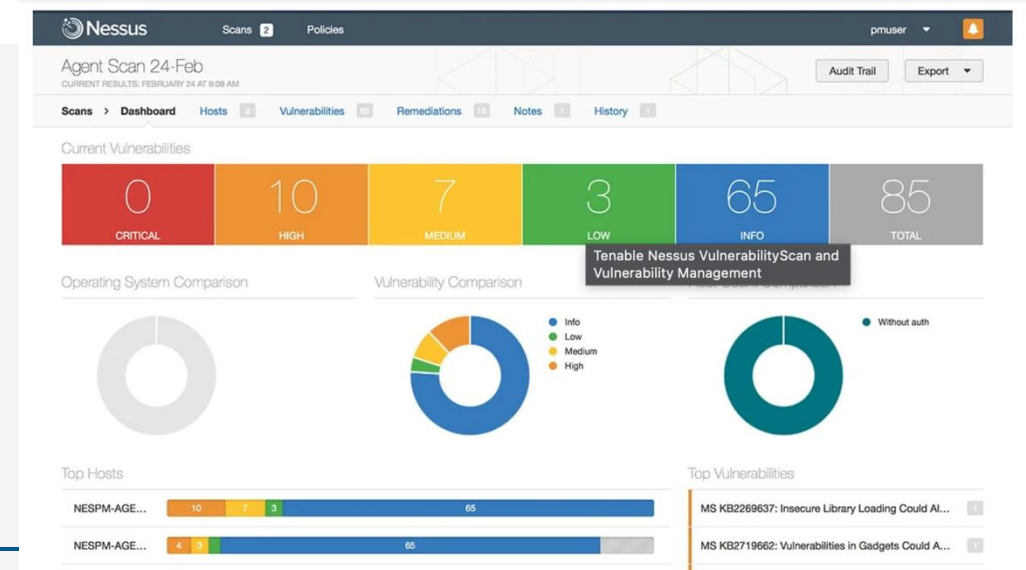 Nessus
Scans 2 Policies
pmuser
Agent Scan 24-Feb
CURRENT RESULTS: FEBRUARY 24 AT 9:09 AM
Audit Trail Export
Scans > Dashboard Hosts 2 Vulnerabilities 85 Remediations 15 Notes 1 History 1
Current Vulnerabilities
0 10 7 3 65 85
CRITICAL HIGH MEDIUM LOW INFO TOTAL
Tenable Nessus VulnerabilityScan and
Vulnerability Management
Operating System Comparison
Vulnerability Comparison
Info
Low
Medium
High
Without auth
Top Hosts
NESPM-AGE... 10 7 3 65
NESPM-AGE... 4 3 65
Top Vulnerabilities
MS KB2269637: Insecure Library Loading Could Al... 1
MS KB2719662: Vulnerabilities in Gadgets Could A... 1